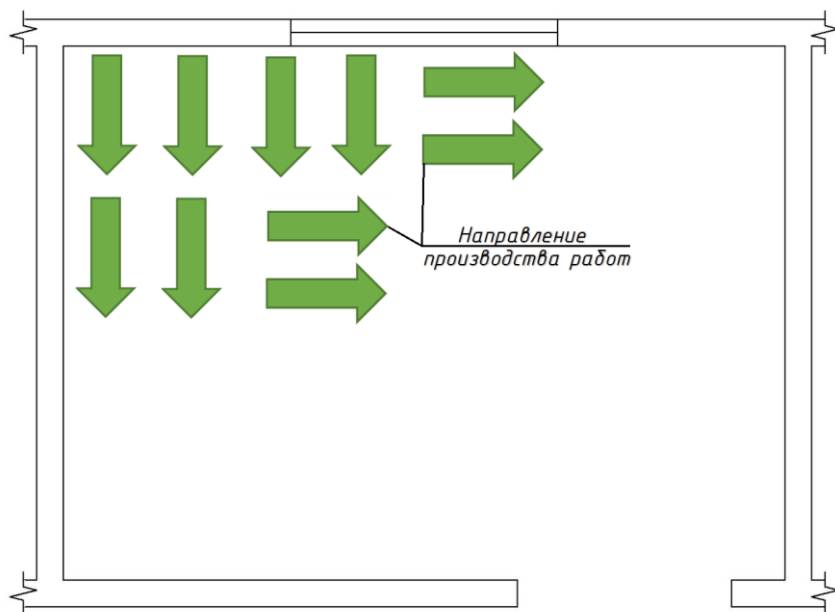 Направление
производства работ